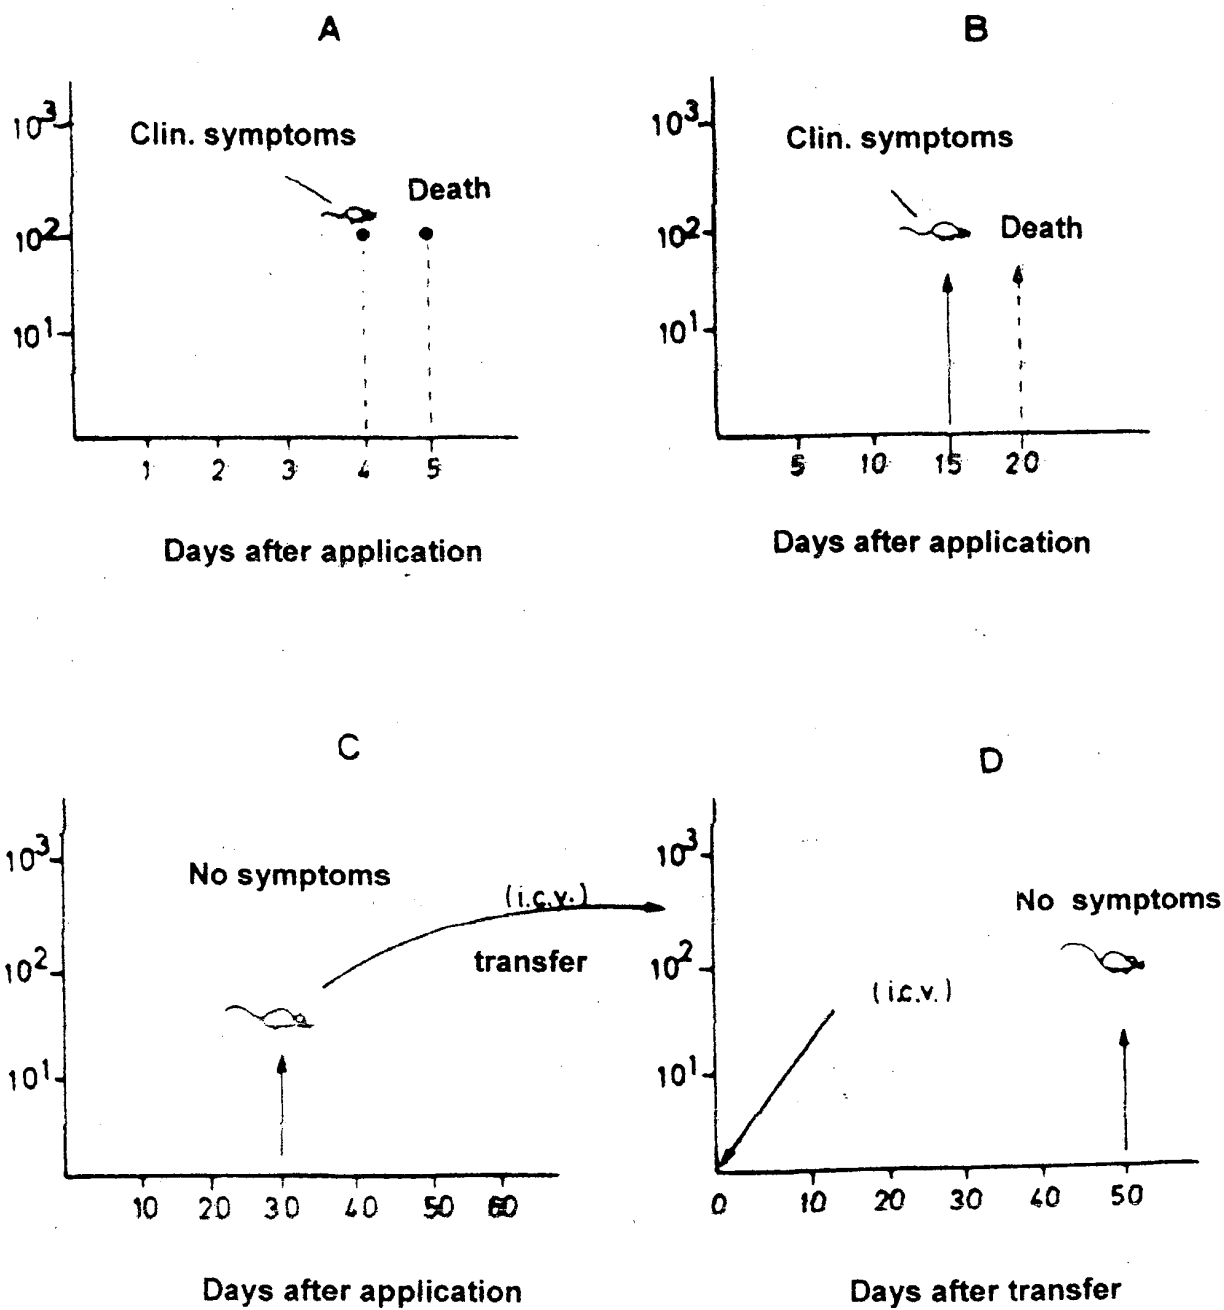 A
10³
Clin. symptoms
Death
10²
10¹
1 2 3 4 5
Days after application
B
10³
Clin. symptoms
10²
Death
10¹
5 10 15 20
Days after application
C
10³
No symptoms
(i.c.v.)
transfer
10²
10¹
10 20 30 40 50 60
Days after application
D
10³
No symptoms
10²
(i.c.v.)
10¹
0 10 20 30 40 50
Days after transfer